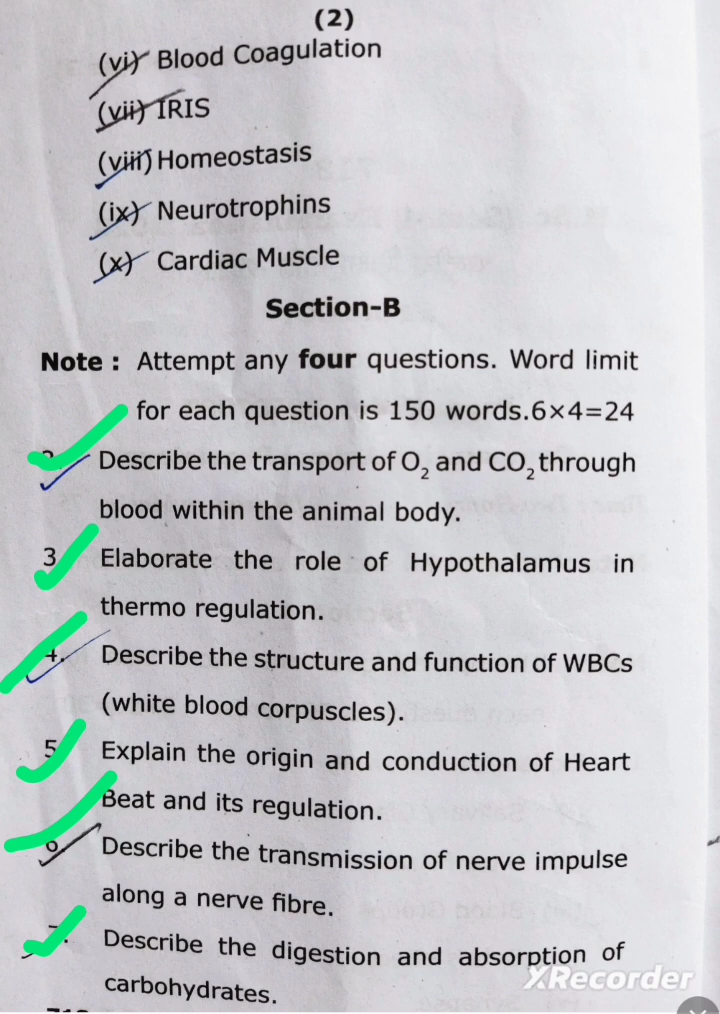 (2)
(vi) Blood Coagulation
(vii) IRIS
(viii) Homeostasis
(ix) Neurotrophins
(x) Cardiac Muscle
Section-B
Note : Attempt any four questions. Word limit
for each question is 150 words.6×4=24
Describe the transport of O₂ and CO₂ through
blood within the animal body.
3 Elaborate the role of Hypothalamus in
thermo regulation.
4. Describe the structure and function of WBCs
(white blood corpuscles).
5 Explain the origin and conduction of Heart
Beat and its regulation.
Describe the transmission of nerve impulse
along a nerve fibre.
Describe the digestion and absorption of
carbohydrates.
XRecorder